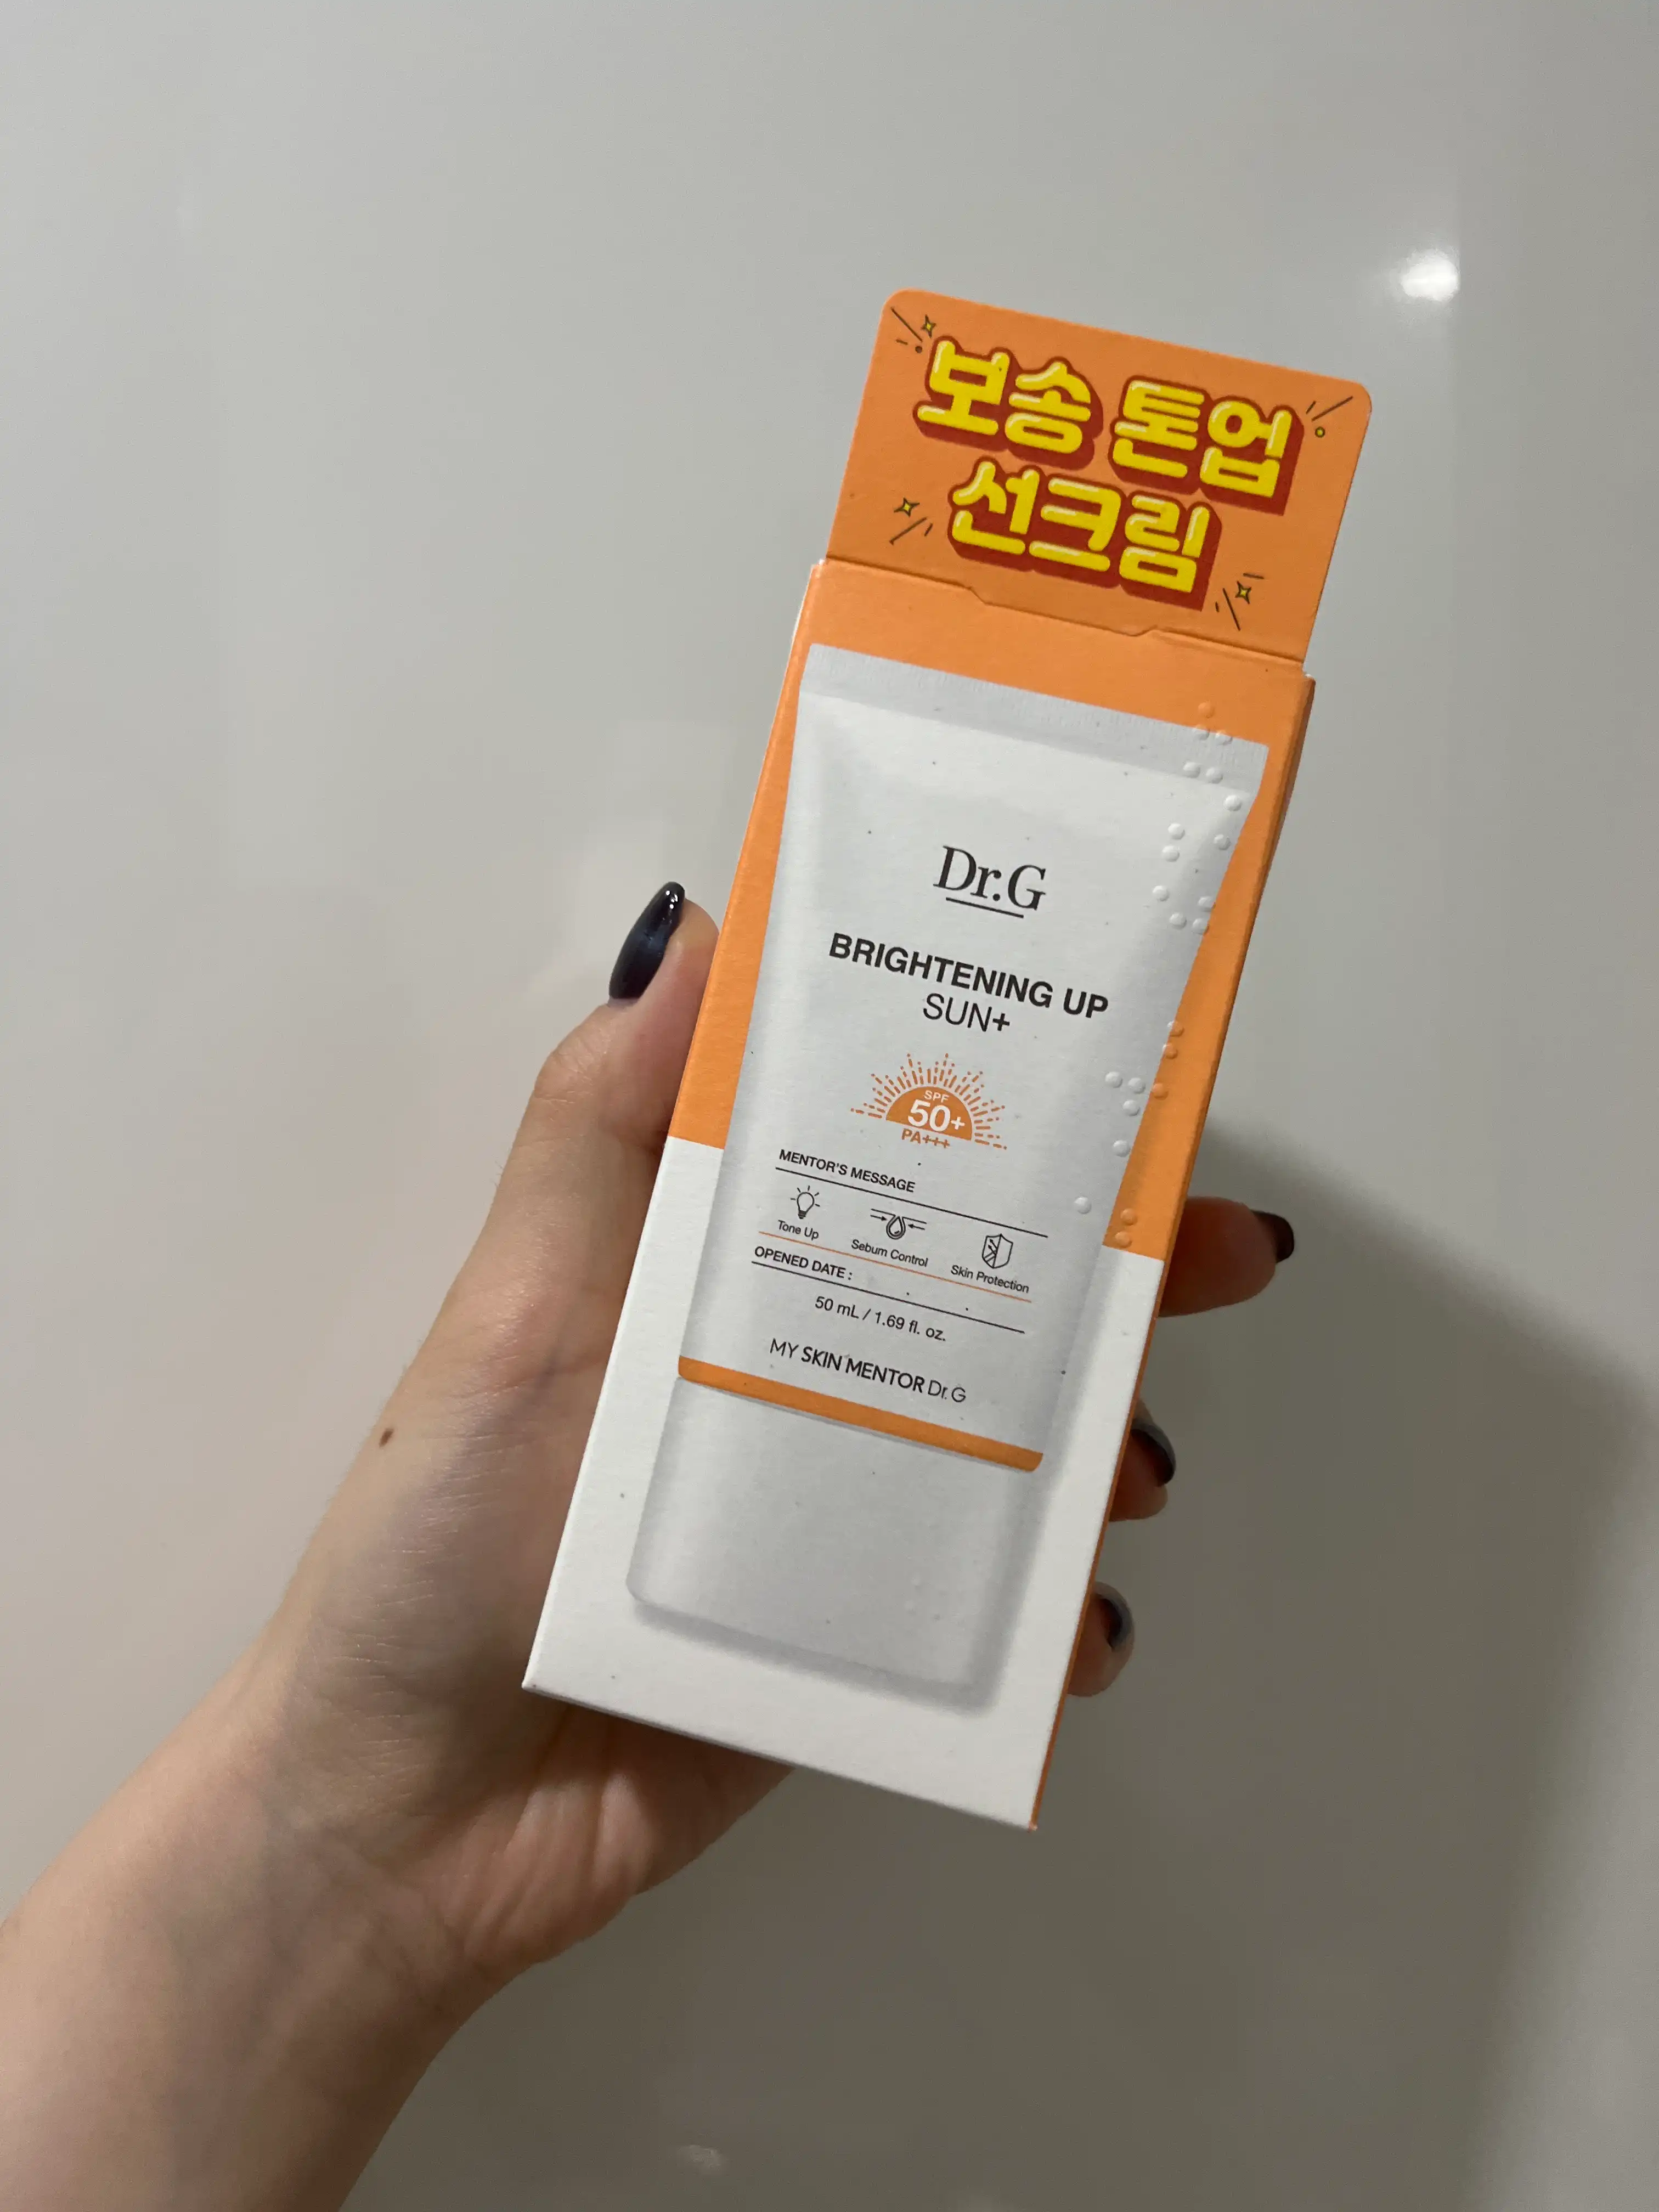 보송 톤업
선크림
Dr.G
BRIGHTENING UP
SUN+
SPF
50+
PA+++
MENTOR'S MESSAGE
Tone Up Sebum Control Skin Protection
OPENED DATE :
50 mL / 1.69 fl. oz.
MY SKIN MENTOR Dr.G